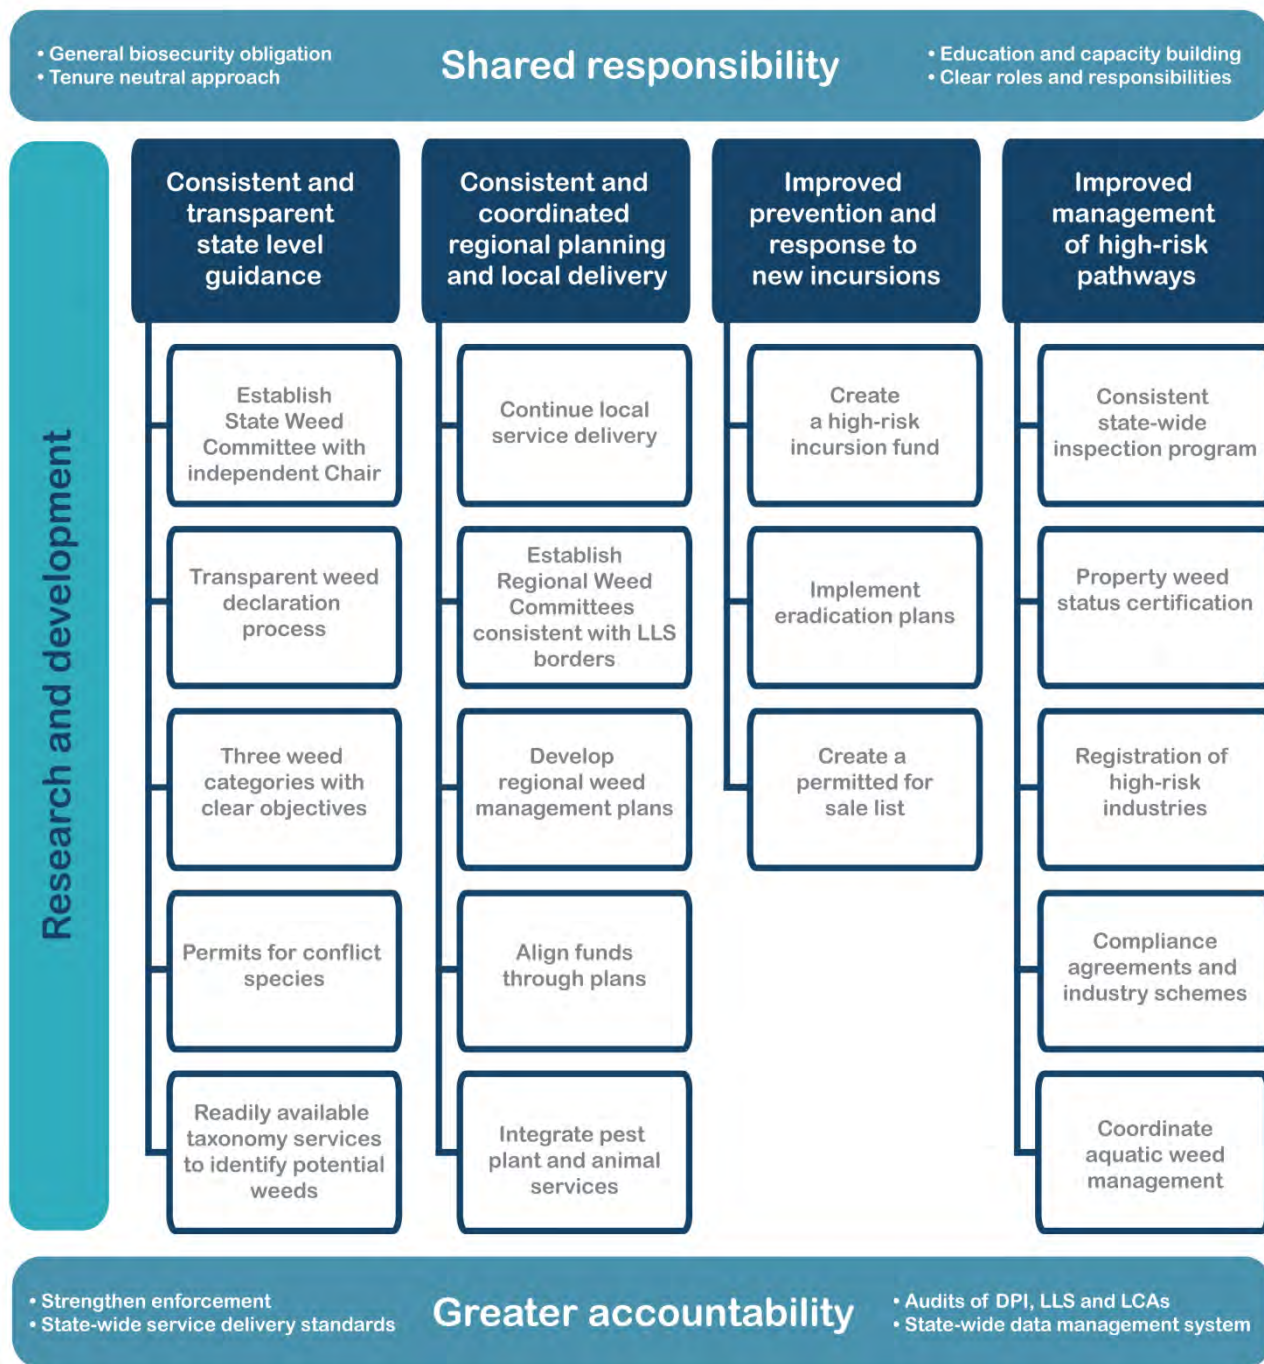 • General biosecurity obligation
• Tenure neutral approach
Shared responsibility
• Education and capacity building
• Clear roles and responsibilities
Research and development
Consistent and
transparent
state level
guidance
Establish
State Weed
Committee with
independent Chair
Transparent weed
declaration
process
Three weed
categories with
clear objectives
Permits for conflict
species
Readily available
taxonomy services
to identify potential
weeds
Consistent and
coordinated
regional planning
and local delivery
Continue local
service delivery
Establish
Regional Weed
Committees
consistent with LLS
borders
Develop
regional weed
management plans
Align funds
through plans
Integrate pest
plant and animal
services
Improved
prevention and
response to
new incursions
Create
a high-risk
incursion fund
Implement
eradication plans
Create a
permitted for
sale list
Improved
management
of high-risk
pathways
Consistent
state-wide
inspection program
Property weed
status certification
Registration of
high-risk
industries
Compliance
agreements and
industry schemes
Coordinate
aquatic weed
management
• Strengthen enforcement
• State-wide service delivery standards
Greater accountability
• Audits of DPI, LLS and LCAs
• State-wide data management system